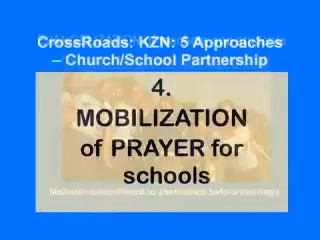 CrossRoads: KZN: 5 Approaches
– Church/School Partnership
4.
MOBILIZATION
of PRAYER for
schools